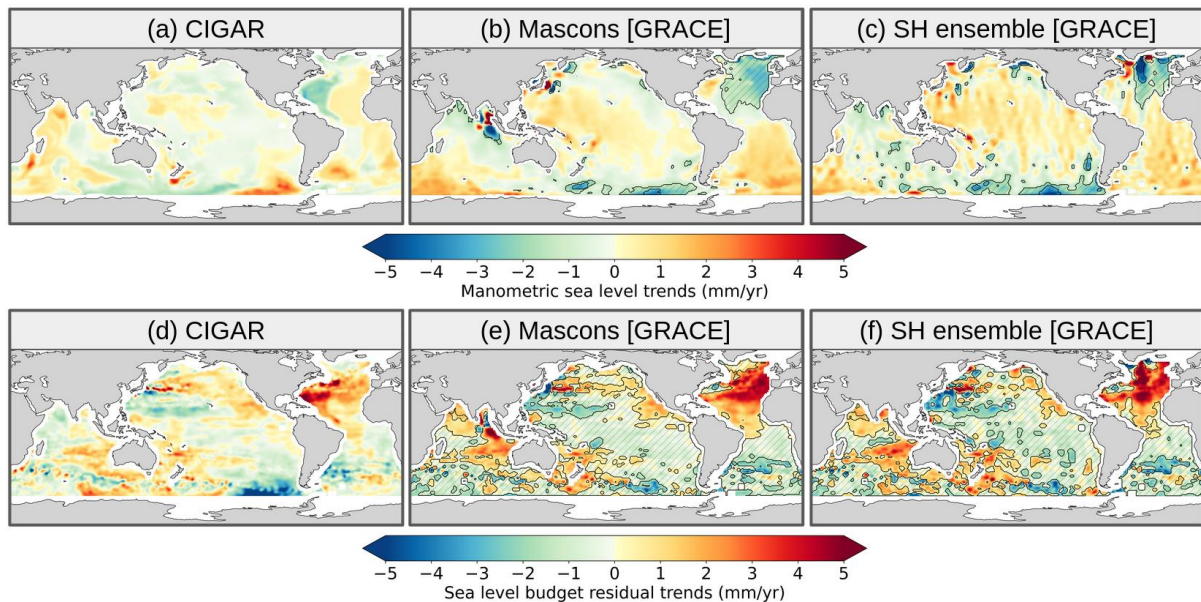 (a) CIGAR
(b) Mascons [GRACE]
(c) SH ensemble [GRACE]
−5 −4 −3 −2 −1 0 1 2 3 4 5
Manometric sea level trends (mm/yr)
(d) CIGAR
(e) Mascons [GRACE]
(f) SH ensemble [GRACE]
−5 −4 −3 −2 −1 0 1 2 3 4 5
Sea level budget residual trends (mm/yr)